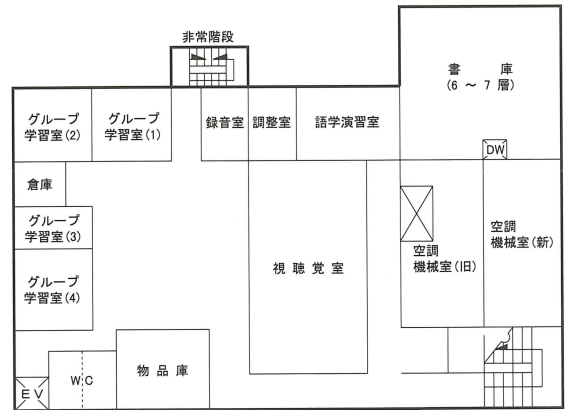 非常階段
書 庫
(6 ～ 7 層)
グループ
学習室(2)
グループ
学習室(1)
録音室
調整室
語学演習室
DW
倉庫
グループ
学習室(3)
グループ
学習室(4)
視 聴 覚 室
空調
機械室(旧)
空調
機械室(新)
物 品 庫
W C
E V